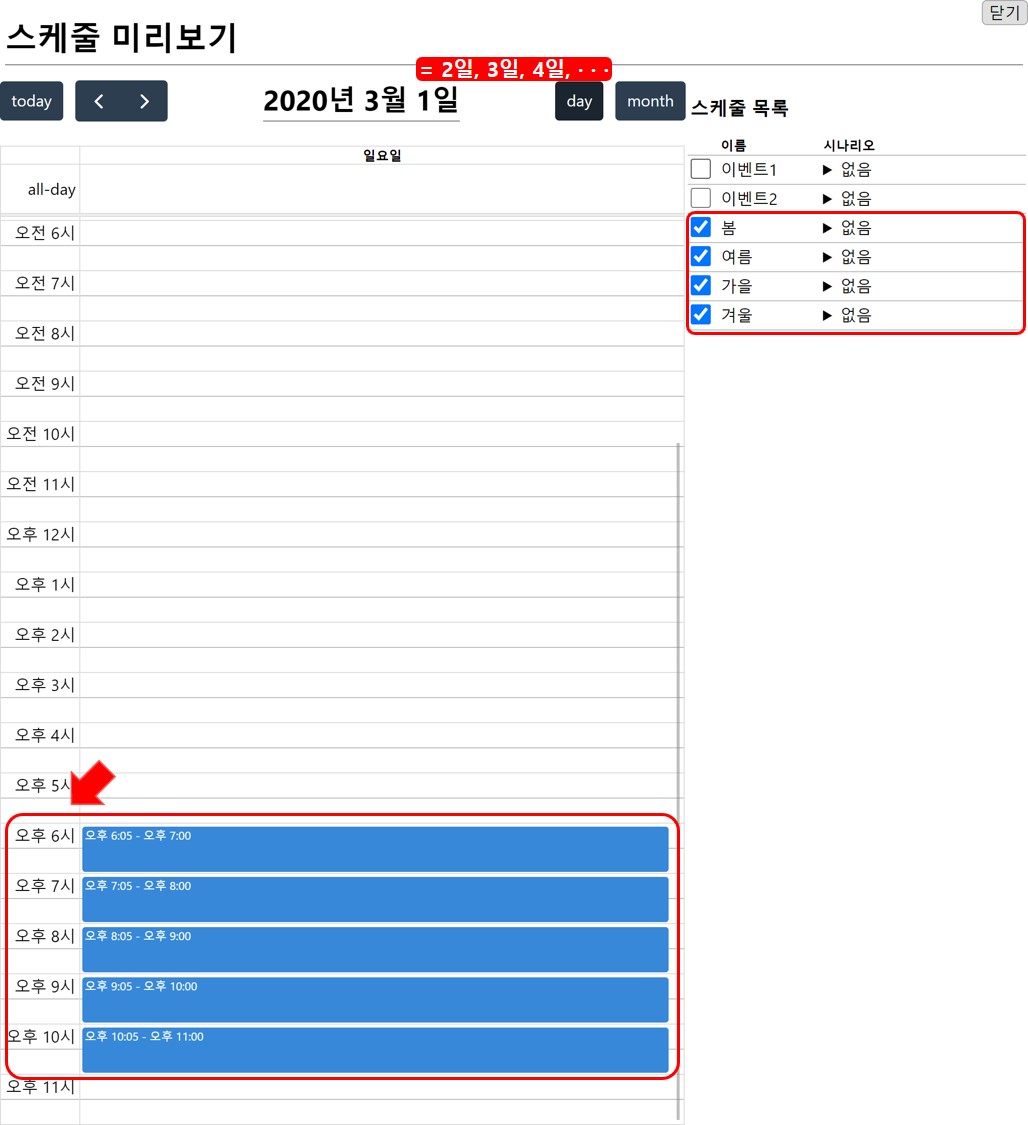 닫기
스케줄 미리보기
= 2일, 3일, 4일, · · ·
today
2020년 3월 1일
day
month
스케줄 목록
이름 시나리오
이벤트1 ▶ 없음
이벤트2 ▶ 없음
봄 ▶ 없음
여름 ▶ 없음
가을 ▶ 없음
겨울 ▶ 없음
일요일
all-day
오전 6시
오전 7시
오전 8시
오전 9시
오전 10시
오전 11시
오후 12시
오후 1시
오후 2시
오후 3시
오후 4시
오후 5시
오후 6시 오후 6:05 - 오후 7:00
오후 7시 오후 7:05 - 오후 8:00
오후 8시 오후 8:05 - 오후 9:00
오후 9시 오후 9:05 - 오후 10:00
오후 10시 오후 10:05 - 오후 11:00
오후 11시